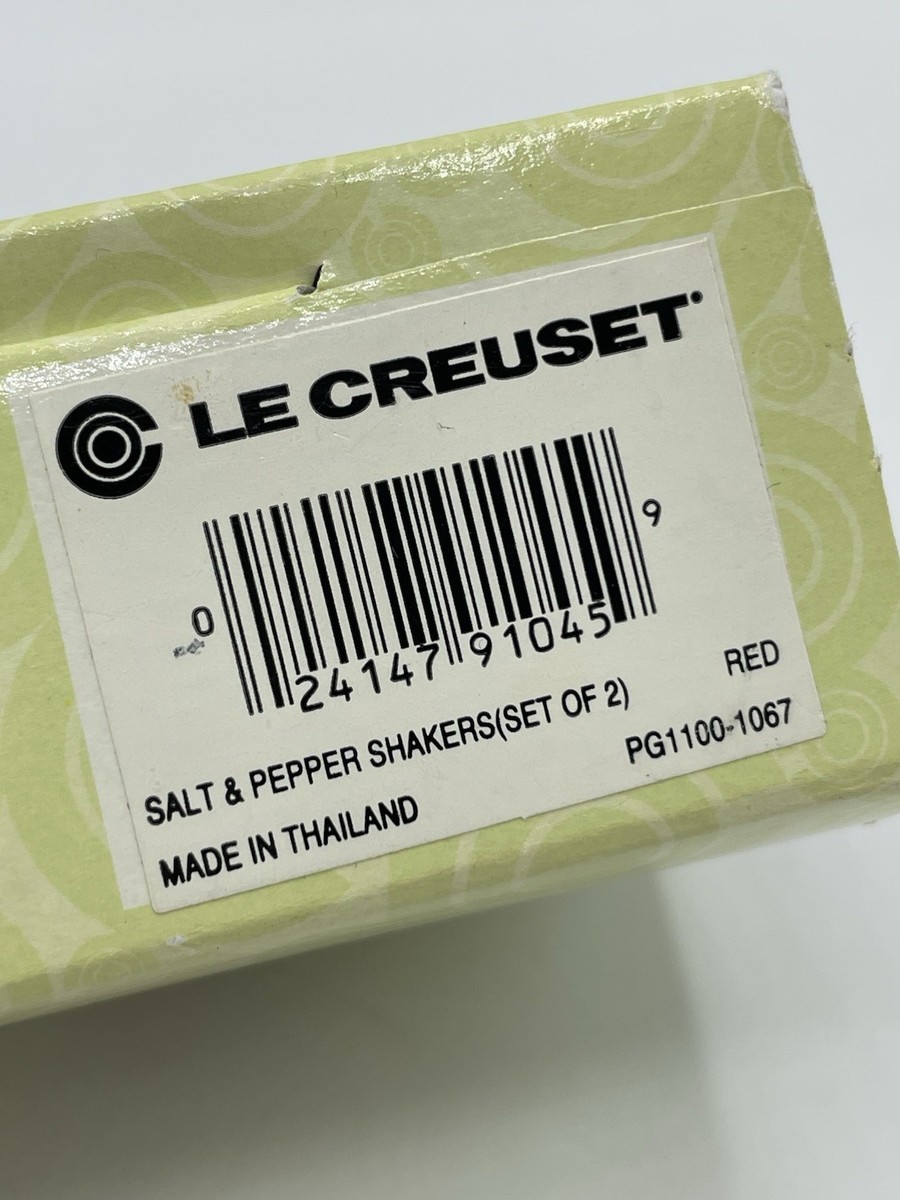 LE CREUSET
0 24147 91045 9
RED
SALT & PEPPER SHAKERS(SET OF 2)
PG1100-1067
MADE IN THAILAND